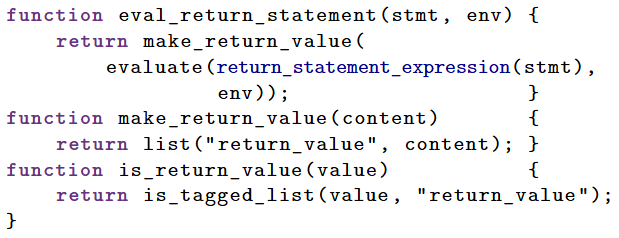 function eval_return_statement(stmt, env) {
    return make_return_value(
        evaluate(return_statement_expression(stmt),
                 env));                   }
function make_return_value(content)       {
    return list("return_value", content); }
function is_return_value(value)           {
    return is_tagged_list(value, "return_value");
}